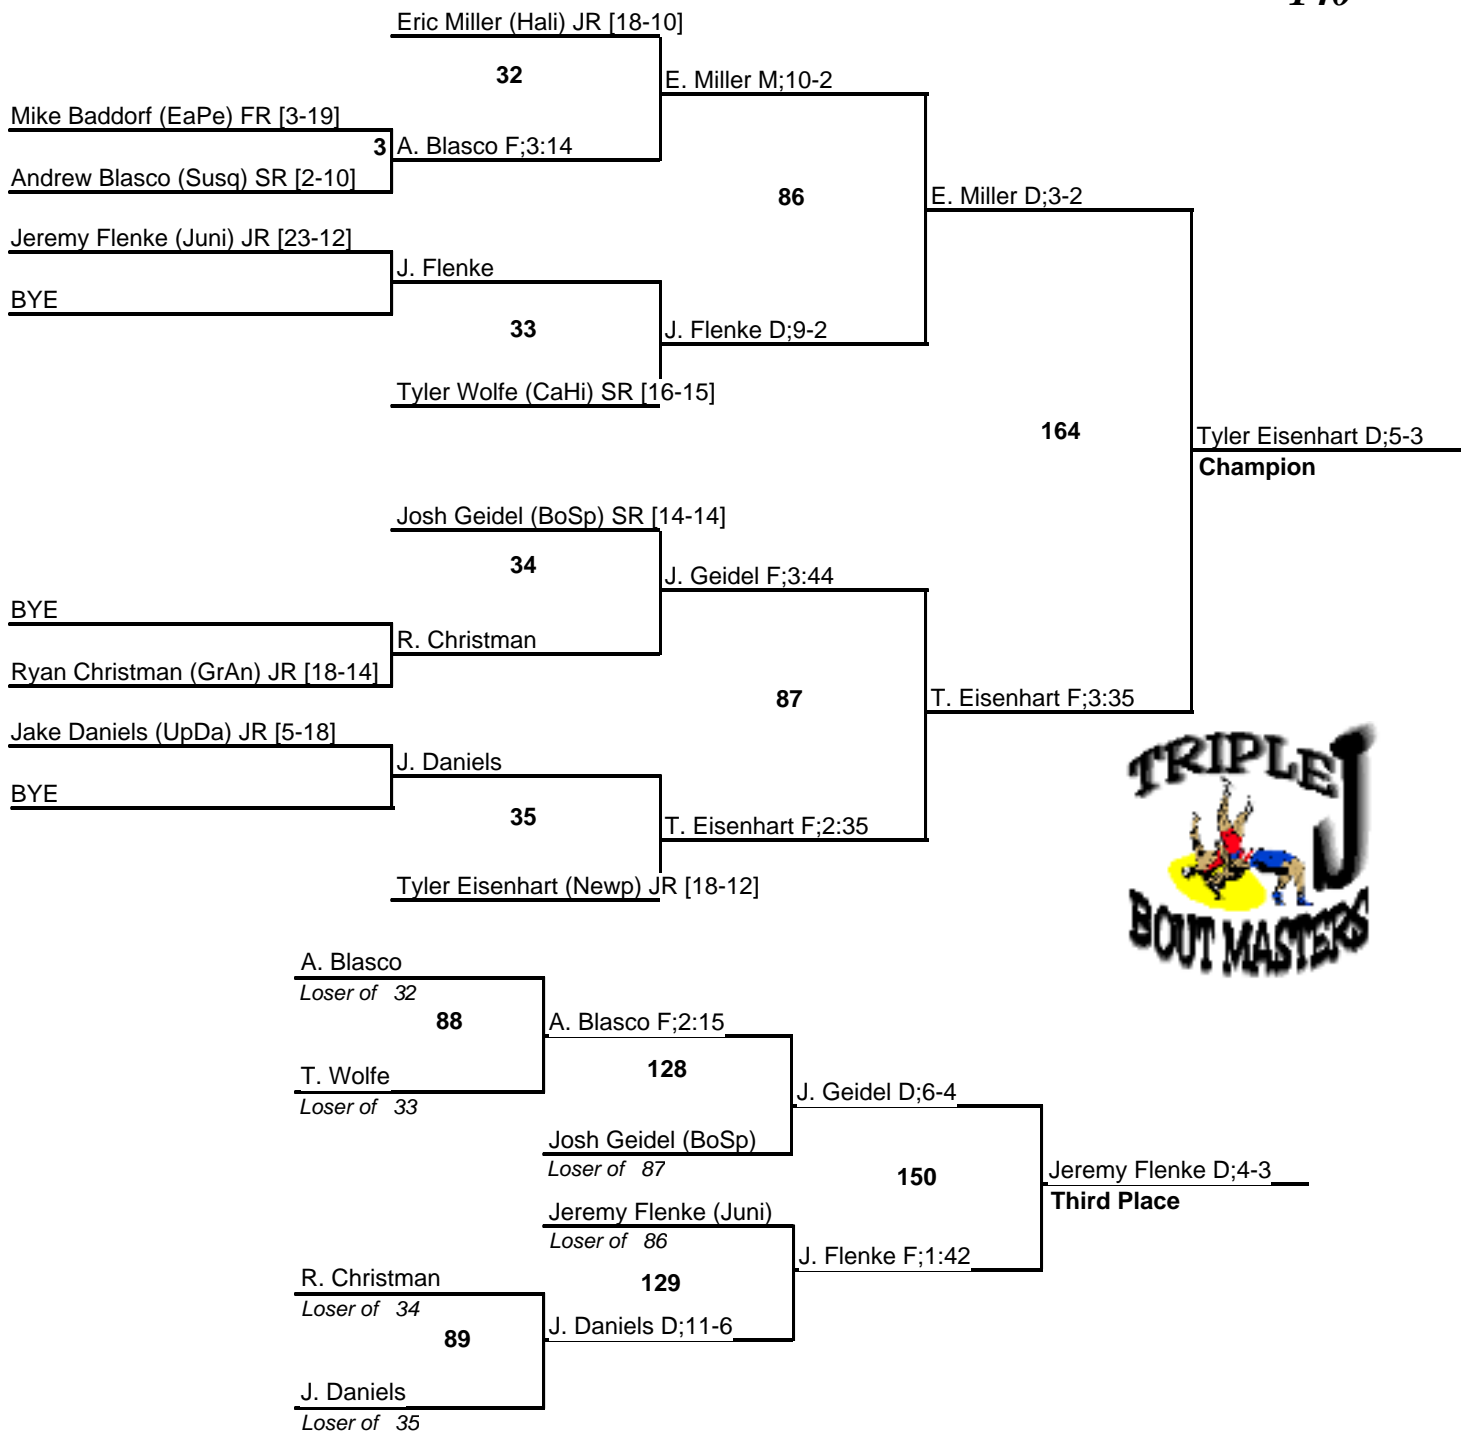 Eric Miller (Hali) JR [18-10]
32
E. Miller M;10-2
Mike Baddorf (EaPe) FR [3-19]
3
A. Blasco F;3:14
Andrew Blasco (Susq) SR [2-10]
86
E. Miller D;3-2
Jeremy Flenke (Juni) JR [23-12]
J. Flenke
BYE
33
J. Flenke D;9-2
Tyler Wolfe (CaHi) SR [16-15]
164
Tyler Eisenhart D;5-3
Champion
Josh Geidel (BoSp) SR [14-14]
34
J. Geidel F;3:44
BYE
R. Christman
Ryan Christman (GrAn) JR [18-14]
87
T. Eisenhart F;3:35
Jake Daniels (UpDa) JR [5-18]
J. Daniels
BYE
35
T. Eisenhart F;2:35
Tyler Eisenhart (Newp) JR [18-12]
TRIPLE J
BOUT MASTERS
A. Blasco
Loser of 32
88
A. Blasco F;2:15
T. Wolfe
Loser of 33
128
J. Geidel D;6-4
Josh Geidel (BoSp)
Loser of 87
150
Jeremy Flenke D;4-3
Third Place
Jeremy Flenke (Juni)
Loser of 86
J. Flenke F;1:42
R. Christman
Loser of 34
129
89
J. Daniels D;11-6
J. Daniels
Loser of 35